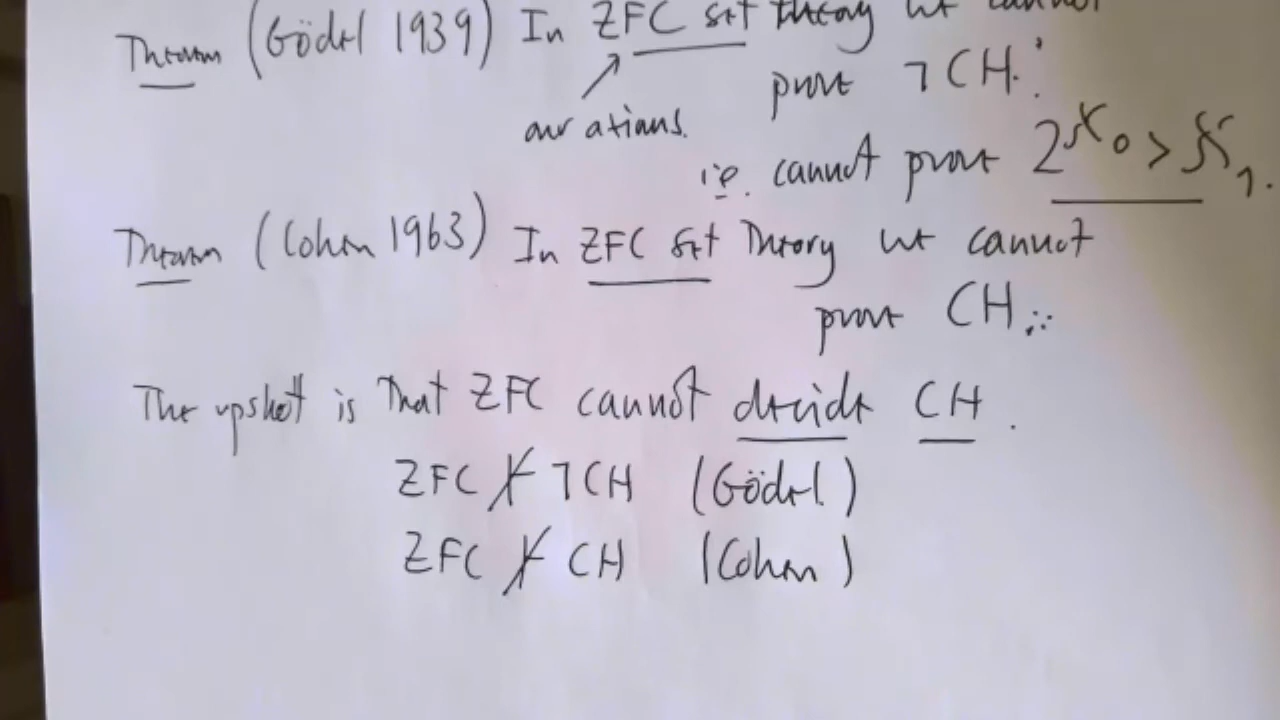 Theorem (Gödel 1939) In ZFC set theory we cannot
prove ¬CH.
our axioms.
i.e. cannot prove 2^ℵ0 > ℵ1.
Theorem (Cohen 1963) In ZFC set Theory we cannot
prove CH.
The upshott is That ZFC cannot decide CH.
ZFC ⊬ ¬CH (Gödel)
ZFC ⊬ CH (Cohen)